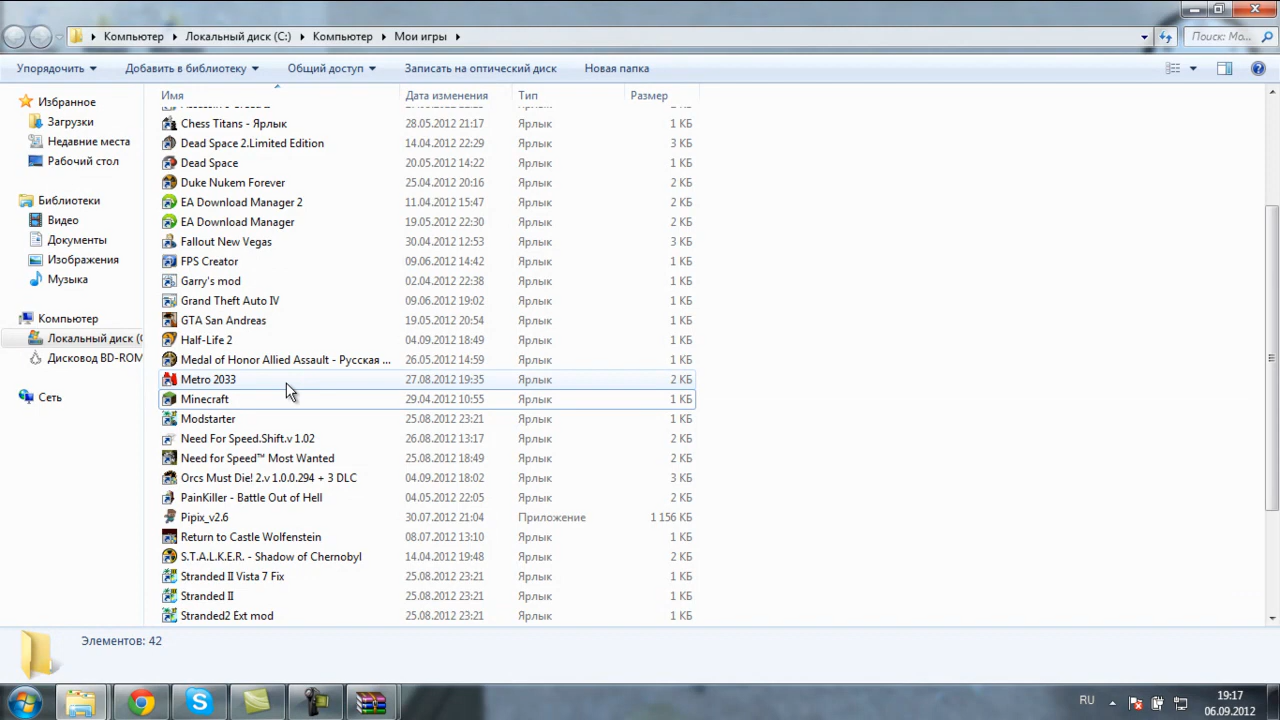 Компьютер Локальный диск (C:) Компьютер Мои игры Поиск: Мо...
Упорядочить Добавить в библиотеку Общий доступ Записать на оптический диск Новая папка
Избранное
Загрузки
Недавние места
Рабочий стол
Библиотеки
Видео
Документы
Изображения
Музыка
Компьютер
Локальный диск (C
Дисковод BD-ROM
Сеть
Имя Дата изменения Тип Размер
Chess Titans - Ярлык 28.05.2012 21:17 Ярлык 1 КБ
Dead Space 2.Limited Edition 14.04.2012 22:29 Ярлык 3 КБ
Dead Space 20.05.2012 14:22 Ярлык 1 КБ
Duke Nukem Forever 25.04.2012 20:16 Ярлык 2 КБ
EA Download Manager 2 11.04.2012 15:47 Ярлык 2 КБ
EA Download Manager 19.05.2012 22:30 Ярлык 2 КБ
Fallout New Vegas 30.04.2012 12:53 Ярлык 3 КБ
FPS Creator 09.06.2012 14:42 Ярлык 1 КБ
Garry's mod 02.04.2012 22:38 Ярлык 1 КБ
Grand Theft Auto IV 09.06.2012 19:02 Ярлык 1 КБ
GTA San Andreas 19.05.2012 20:54 Ярлык 1 КБ
Half-Life 2 04.09.2012 18:49 Ярлык 1 КБ
Medal of Honor Allied Assault - Русская ... 26.05.2012 14:59 Ярлык 1 КБ
Metro 2033 27.08.2012 19:35 Ярлык 2 КБ
Minecraft 29.04.2012 10:55 Ярлык 1 КБ
Modstarter 25.08.2012 23:21 Ярлык 1 КБ
Need For Speed.Shift.v 1.02 26.08.2012 13:17 Ярлык 2 КБ
Need for Speed™ Most Wanted 25.08.2012 18:49 Ярлык 2 КБ
Orcs Must Die! 2.v 1.0.0.294 + 3 DLC 04.09.2012 18:02 Ярлык 3 КБ
PainKiller - Battle Out of Hell 04.05.2012 22:05 Ярлык 2 КБ
Pipix_v2.6 30.07.2012 21:04 Приложение 1 156 КБ
Return to Castle Wolfenstein 08.07.2012 13:10 Ярлык 1 КБ
S.T.A.L.K.E.R. - Shadow of Chernobyl 14.04.2012 19:48 Ярлык 2 КБ
Stranded II Vista 7 Fix 25.08.2012 23:21 Ярлык 1 КБ
Stranded II 25.08.2012 23:21 Ярлык 1 КБ
Stranded2 Ext mod 25.08.2012 23:21 Ярлык 1 КБ
Элементов: 42
RU 19:17
06.09.2012